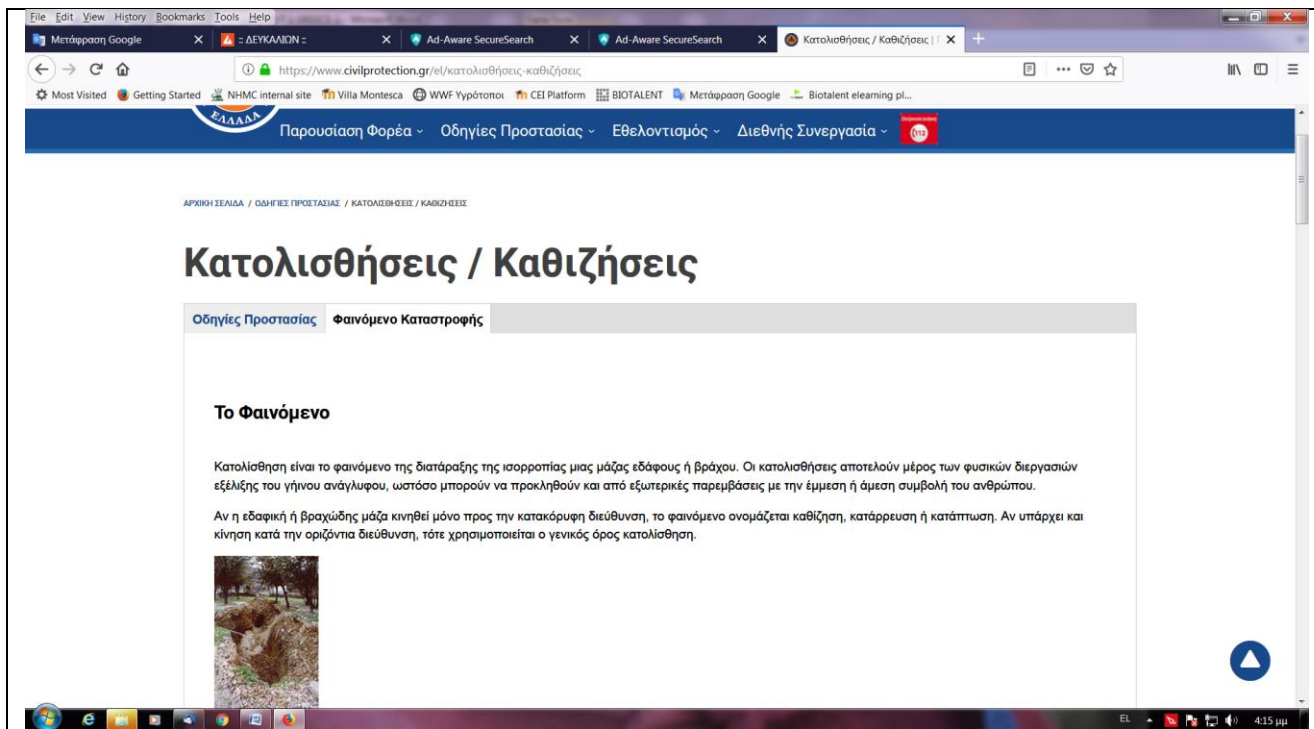 File Edit View History Bookmarks Tools Help
Μετάφραση Google
:: ΔΕΥΚΑΛΙΩΝ ::
Ad-Aware SecureSearch
Ad-Aware SecureSearch
Κατολισθήσεις / Καθιζήσεις |
https://www.civilprotection.gr/el/κατολισθήσεις-καθιζήσεις
Most Visited Getting Started NHMC internal site Villa Montesca WWF Υγρότοποι CEI Platform BIOTALENT Μετάφραση Google Biotalent elearning pl...
ΕΛΛΑΔΑ
Παρουσίαση Φορέα Οδηγίες Προστασίας Εθελοντισμός Διεθνής Συνεργασία 112
ΑΡΧΙΚΗ ΣΕΛΙΔΑ / ΟΔΗΓΙΕΣ ΠΡΟΣΤΑΣΙΑΣ / ΚΑΤΟΛΙΣΘΗΣΕΙΣ / ΚΑΘΙΖΗΣΕΙΣ
Κατολισθήσεις / Καθιζήσεις
Οδηγίες Προστασίας Φαινόμενο Καταστροφής
Το Φαινόμενο
Κατολίσθηση είναι το φαινόμενο της διατάραξης της ισορροπίας μιας μάζας εδάφους ή βράχου. Οι κατολισθήσεις αποτελούν μέρος των φυσικών διεργασιών
εξέλιξης του γήινου ανάγλυφου, ωστόσο μπορούν να προκληθούν και από εξωτερικές παρεμβάσεις με την έμμεση ή άμεση συμβολή του ανθρώπου.
Αν η εδαφική ή βραχώδης μάζα κινηθεί μόνο προς την κατακόρυφη διεύθυνση, το φαινόμενο ονομάζεται καθίζηση, κατάρρευση ή κατάπτωση. Αν υπάρχει και
κίνηση κατά την οριζόντια διεύθυνση, τότε χρησιμοποιείται ο γενικός όρος κατολίσθηση.
EL 4:15 μμ